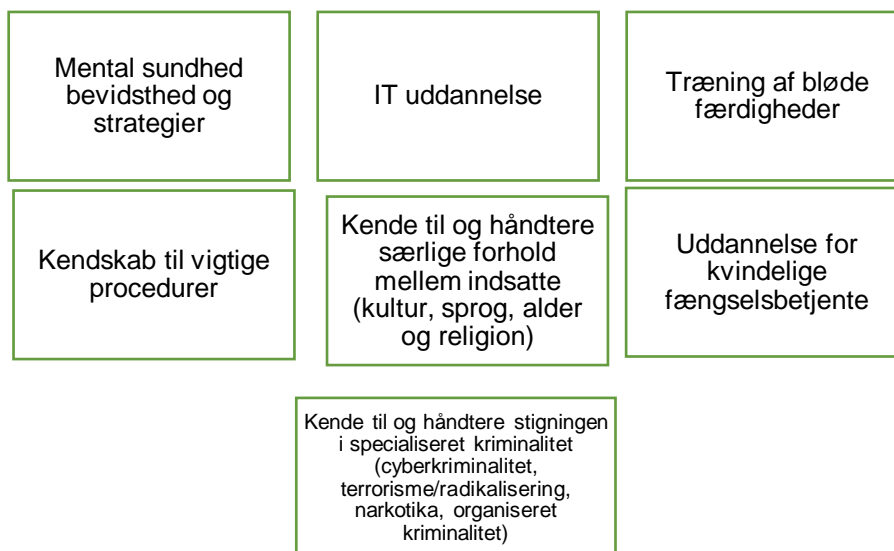 Mental sundhed
bevidsthed og
strategier
IT uddannelse
Træning af bløde
færdigheder
Kendskab til vigtige
procedurer
Kende til og håndtere
særlige forhold
mellem indsatte
(kultur, sprog, alder
og religion)
Uddannelse for
kvindelige
fængselsbetjente
Kende til og håndtere stigningen
i specialiseret kriminalitet
(cyberkriminalitet,
terrorisme/radikalisering,
narkotika, organiseret
kriminalitet)